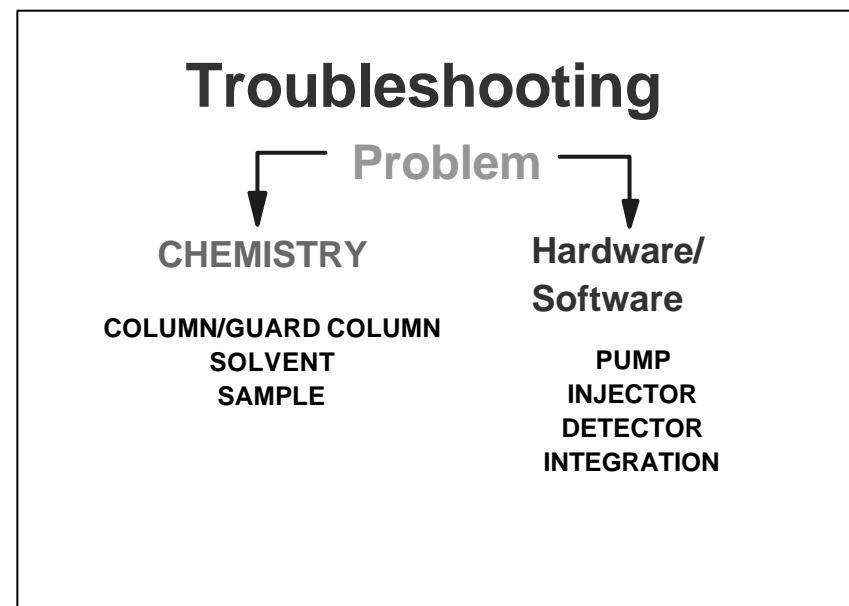 Troubleshooting
Problem
CHEMISTRY
COLUMN/GUARD COLUMN
SOLVENT
SAMPLE
Hardware/
Software
PUMP
INJECTOR
DETECTOR
INTEGRATION